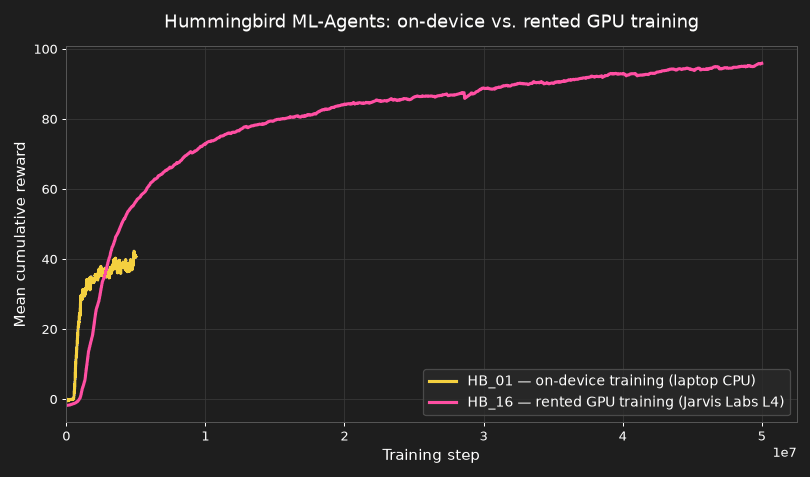 Hummingbird ML-Agents: on-device vs. rented GPU training
Mean cumulative reward
100
80
60
40
20
0
HB_01 — on-device training (laptop CPU)
HB_16 — rented GPU training (Jarvis Labs L4)
0 1 2 3 4 5
1e7
Training step